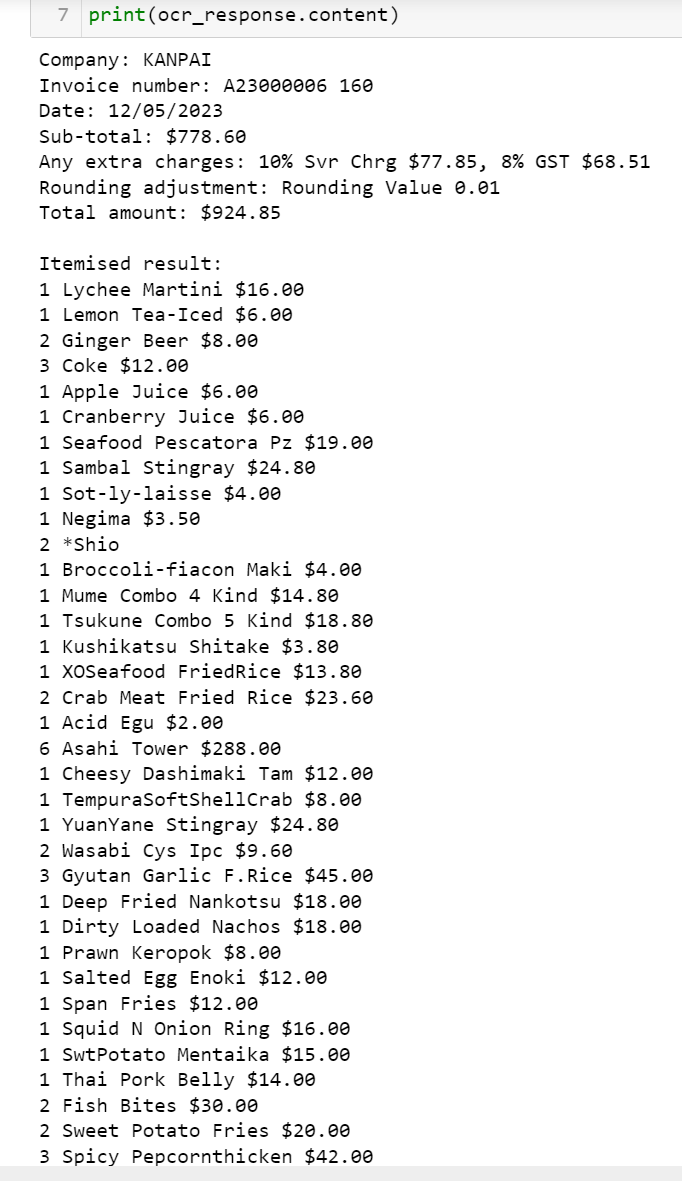 7 print(ocr_response.content)
Company: KANPAI
Invoice number: A23000006 160
Date: 12/05/2023
Sub-total: $778.60
Any extra charges: 10% Svr Chrg $77.85, 8% GST $68.51
Rounding adjustment: Rounding Value 0.01
Total amount: $924.85
Itemised result:
1 Lychee Martini $16.00
1 Lemon Tea-Iced $6.00
2 Ginger Beer $8.00
3 Coke $12.00
1 Apple Juice $6.00
1 Cranberry Juice $6.00
1 Seafood Pescatora Pz $19.00
1 Sambal Stingray $24.80
1 Sot-ly-laisse $4.00
1 Negima $3.50
2 *Shio
1 Broccoli-fiacon Maki $4.00
1 Mume Combo 4 Kind $14.80
1 Tsukune Combo 5 Kind $18.80
1 Kushikatsu Shitake $3.80
1 XOSeafood FriedRice $13.80
2 Crab Meat Fried Rice $23.60
1 Acid Egu $2.00
6 Asahi Tower $288.00
1 Cheesy Dashimaki Tam $12.00
1 TempuraSoftShellCrab $8.00
1 YuanYane Stingray $24.80
2 Wasabi Cys Ipc $9.60
3 Gyutan Garlic F.Rice $45.00
1 Deep Fried Nankotsu $18.00
1 Dirty Loaded Nachos $18.00
1 Prawn Keropok $8.00
1 Salted Egg Enoki $12.00
1 Span Fries $12.00
1 Squid N Onion Ring $16.00
1 SwtPotato Mentaika $15.00
1 Thai Pork Belly $14.00
2 Fish Bites $30.00
2 Sweet Potato Fries $20.00
3 Spicy Pepcornthicken $42.00